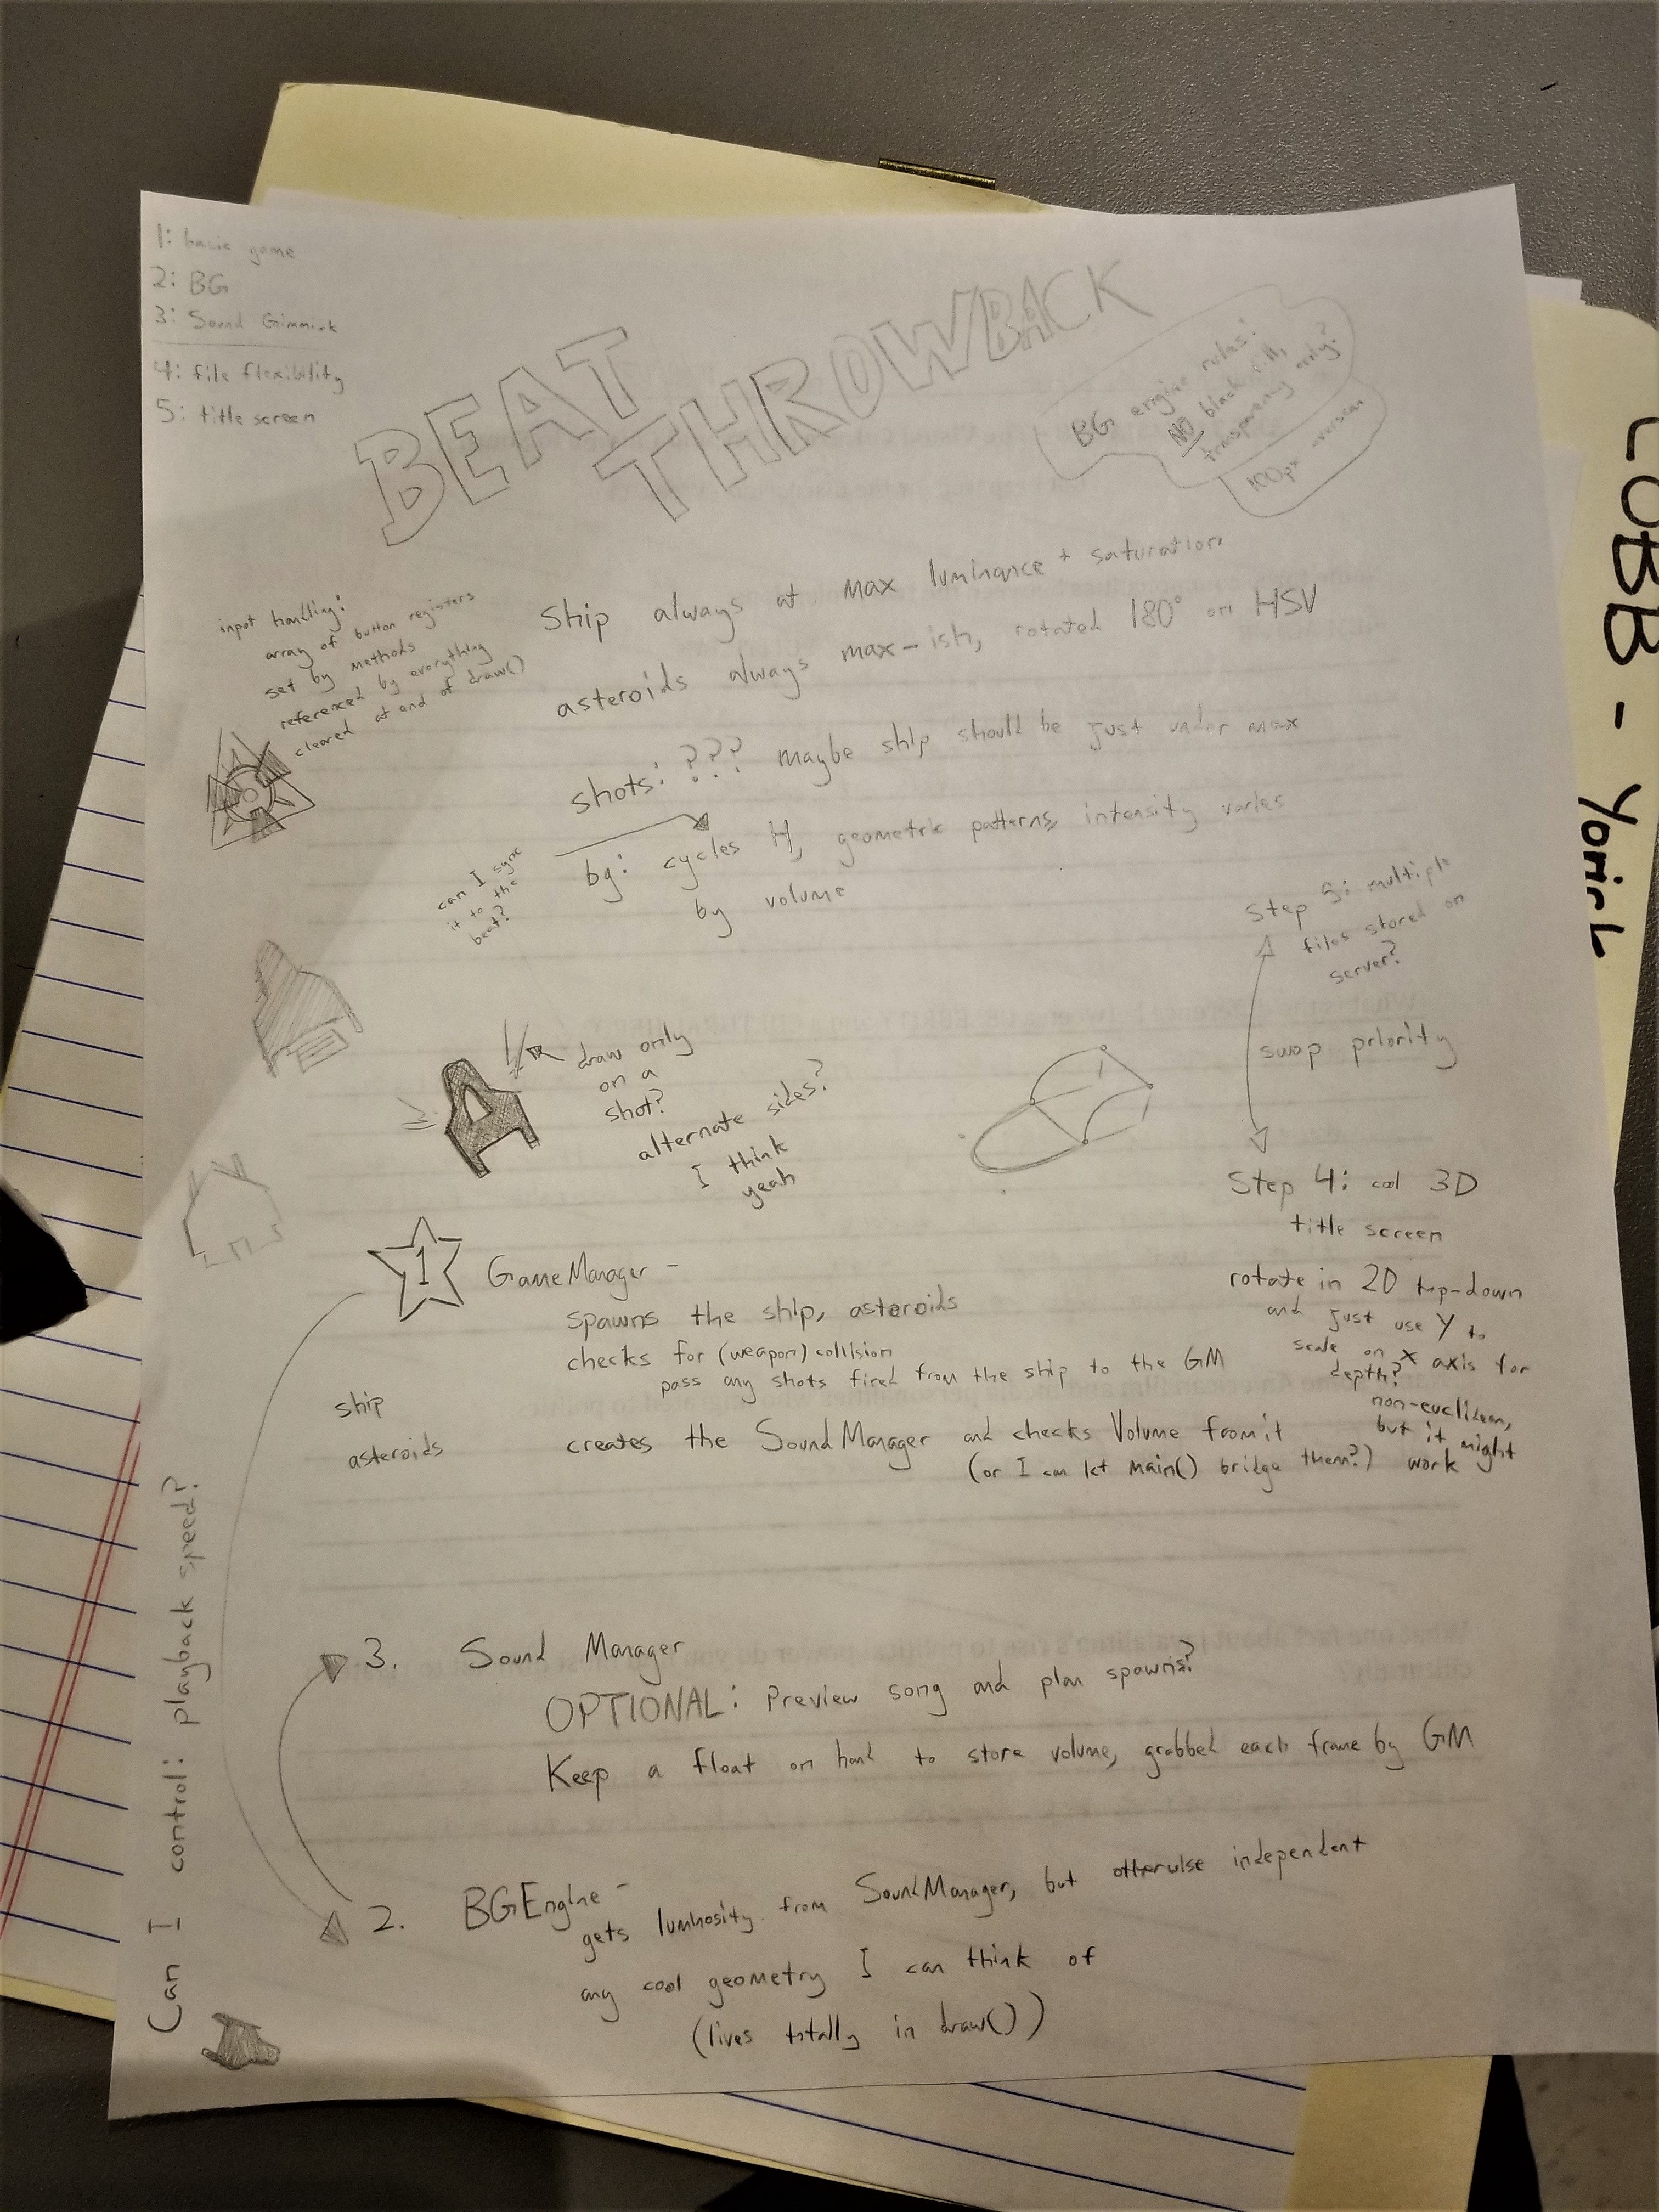 1: basic game
2: BG
3: Sound Gimmick
4: file flexibility
5: title screen
BEAT
THROWBACK
BG engine rules:
NO black fill,
transparency only?
100px overscan
input handling:
array of button registers
set by methods
referenced by everything
cleared at end of draw()
Ship always at max luminance + saturation
asteroids always max-ish, rotated 180° on HSV
shots: ??? maybe ship should be just under max
bg: cycles H, geometric patterns, intensity varies
by volume
can I sync
it to the
beat?
Step 5: multiple
files stored on
server?
swap priority
Step 4: cool 3D
title screen
rotate in 2D top-down
and just use Y to
scale on X axis for
depth?
non-euclidean,
but it might
work
draw only
on a
shot?
alternate sides?
I think
yeah
1 GameManager -
spawns the ship, asteroids
checks for (weapon) collision
pass any shots fired from the ship to the GM
ship
asteroids
creates the SoundManager and checks Volume from it
(or I can let main() bridge them?)
Can I control: playback speed?
3. Sound Manager
OPTIONAL: Preview song and plan spawns?
Keep a float on hand to store volume, grabbed each frame by GM
2. BGEngine -
gets luminosity from SoundManager, but otherwise independent
any cool geometry I can think of
(lives totally in draw())
LOBB - Yorick